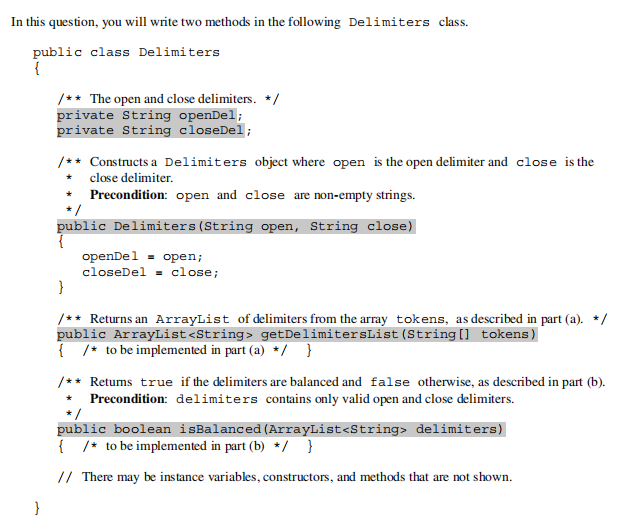 In this question, you will write two methods in the following Delimiters class.
public class Delimiters
{
/** The open and close delimiters. */
private String openDel;
private String closeDel;
/** Constructs a Delimiters object where open is the open delimiter and close is the
* close delimiter.
* Precondition: open and close are non-empty strings.
*/
public Delimiters(String open, String close)
{
openDel = open;
closeDel = close;
}
/** Returns an ArrayList of delimiters from the array tokens, as described in part (a). */
public ArrayList<String> getDelimitersList(String[] tokens)
{ /* to be implemented in part (a) */ }
/** Returns true if the delimiters are balanced and false otherwise, as described in part (b).
* Precondition: delimiters contains only valid open and close delimiters.
*/
public boolean isBalanced(ArrayList<String> delimiters)
{ /* to be implemented in part (b) */ }
// There may be instance variables, constructors, and methods that are not shown.
}